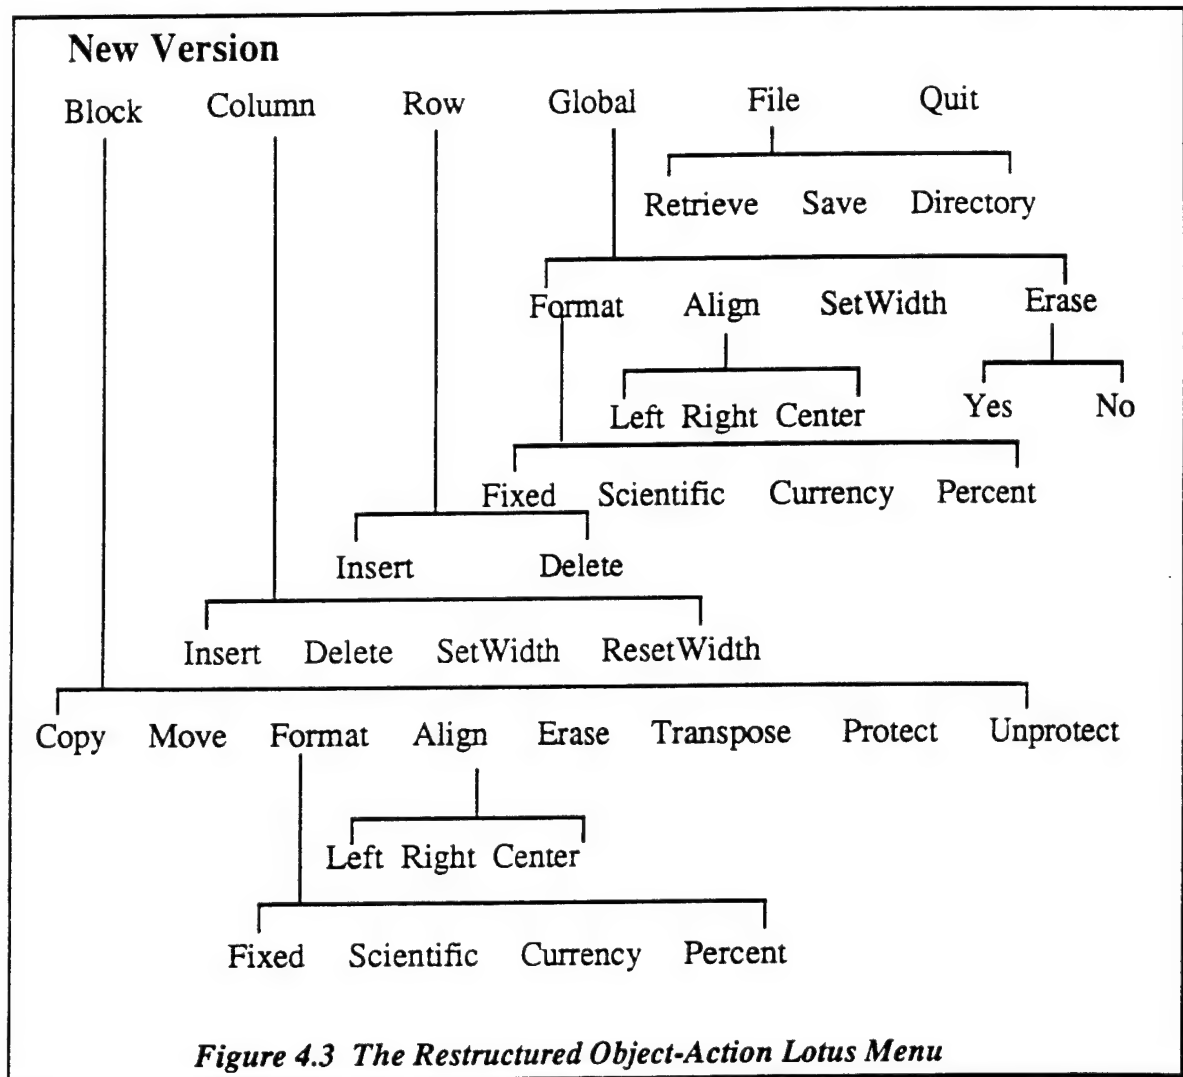 New Version
Block Column Row Global File Quit
Retrieve Save Directory
Format Align SetWidth Erase
Left Right Center Yes No
Fixed Scientific Currency Percent
Insert Delete
Insert Delete SetWidth ResetWidth
Copy Move Format Align Erase Transpose Protect Unprotect
Left Right Center
Fixed Scientific Currency Percent
Figure 4.3 The Restructured Object-Action Lotus Menu